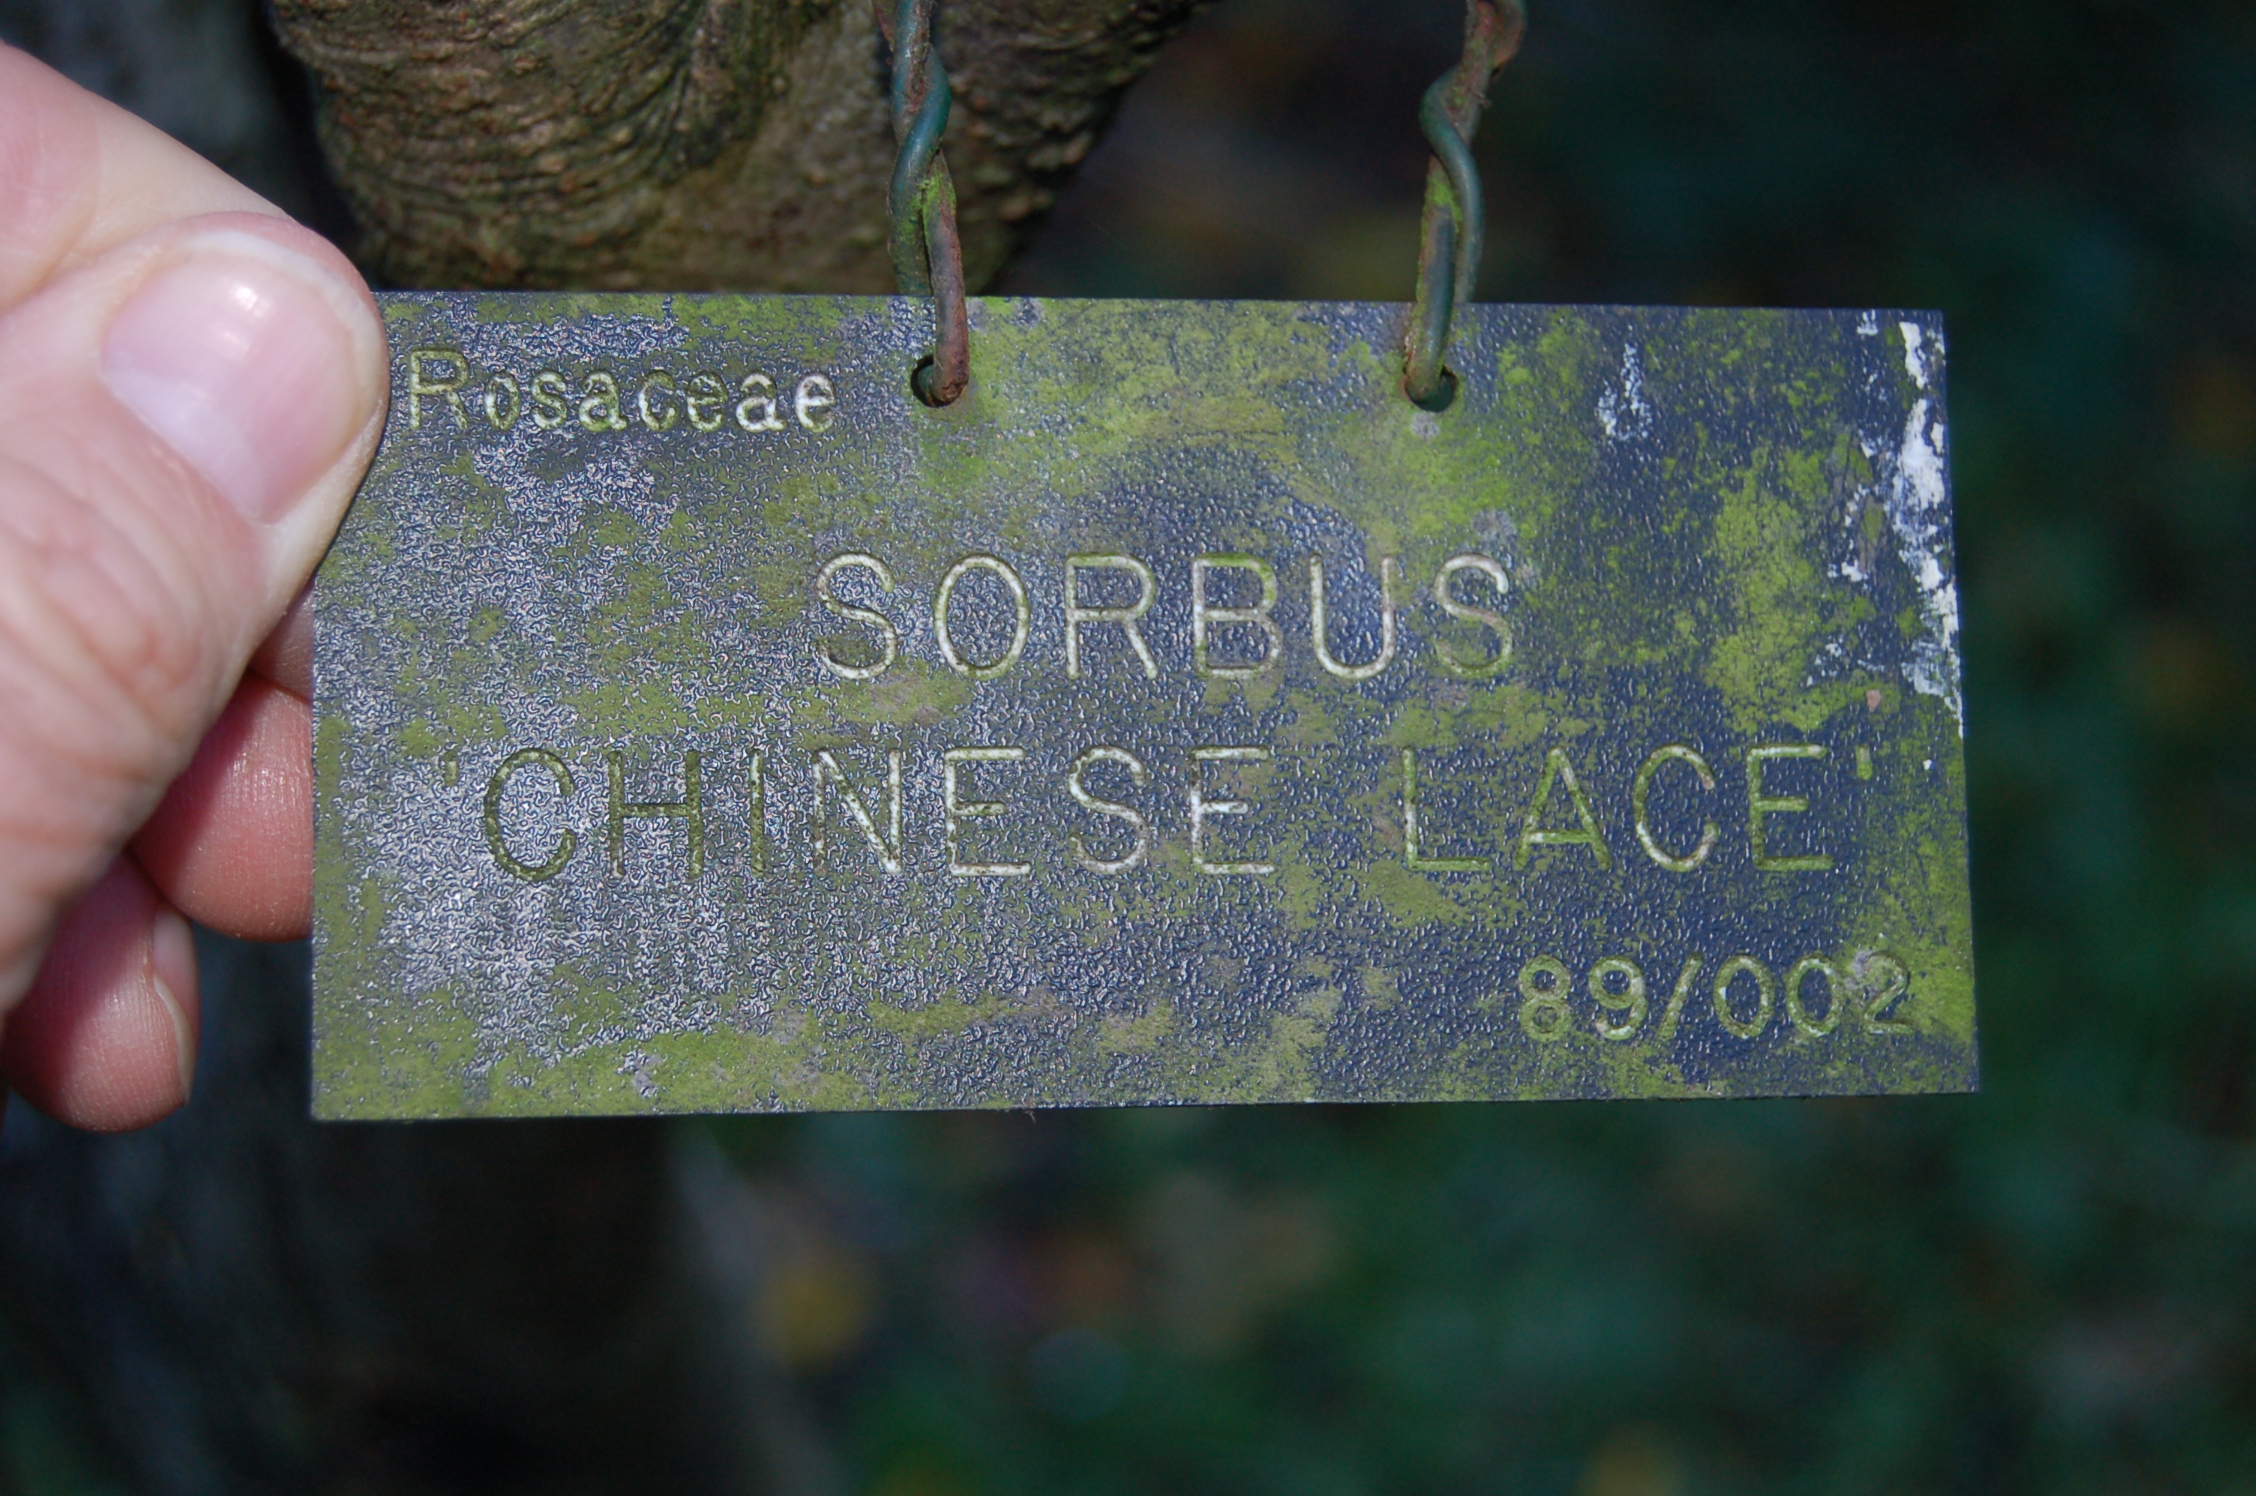 Rosaceae
SORBUS
'CHINESE LACE'
89/002